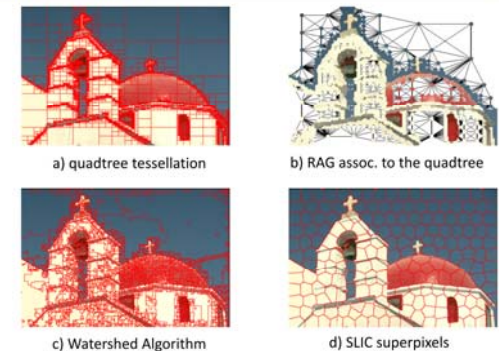 a) quadtree tessellation
b) RAG assoc. to the quadtree
c) Watershed Algorithm
d) SLIC superpixels